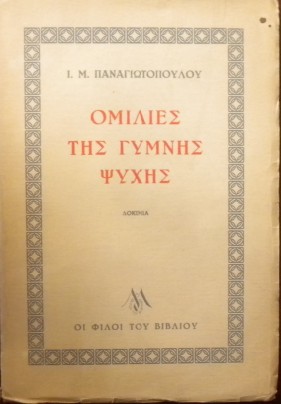 Ι. Μ. ΠΑΝΑΓΙΩΤΟΠΟΥΛΟΥ
ΟΜΙΛΙΕΣ
ΤΗΣ ΓΥΜΝΗΣ
ΨΥΧΗΣ
ΔΟΚΙΜΙΑ
ΟΙ ΦΙΛΟΙ ΤΟΥ ΒΙΒΛΙΟΥ